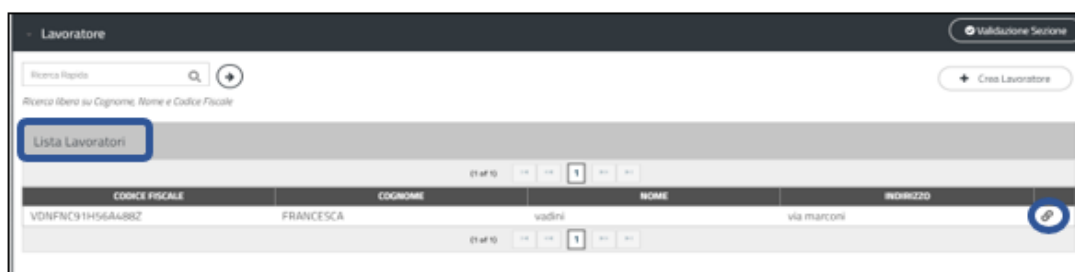 Lavoratore
Validazione Sezione
Ricerca Rapida
Crea Lavoratore
Ricerca libera su Cognome, Nome e Codice Fiscale
Lista Lavoratori
(1 of 1) 1
CODICE FISCALE COGNOME NOME INDIRIZZO
VDNFNC91H56A488Z FRANCESCA vadini via marconi
(1 of 1) 1